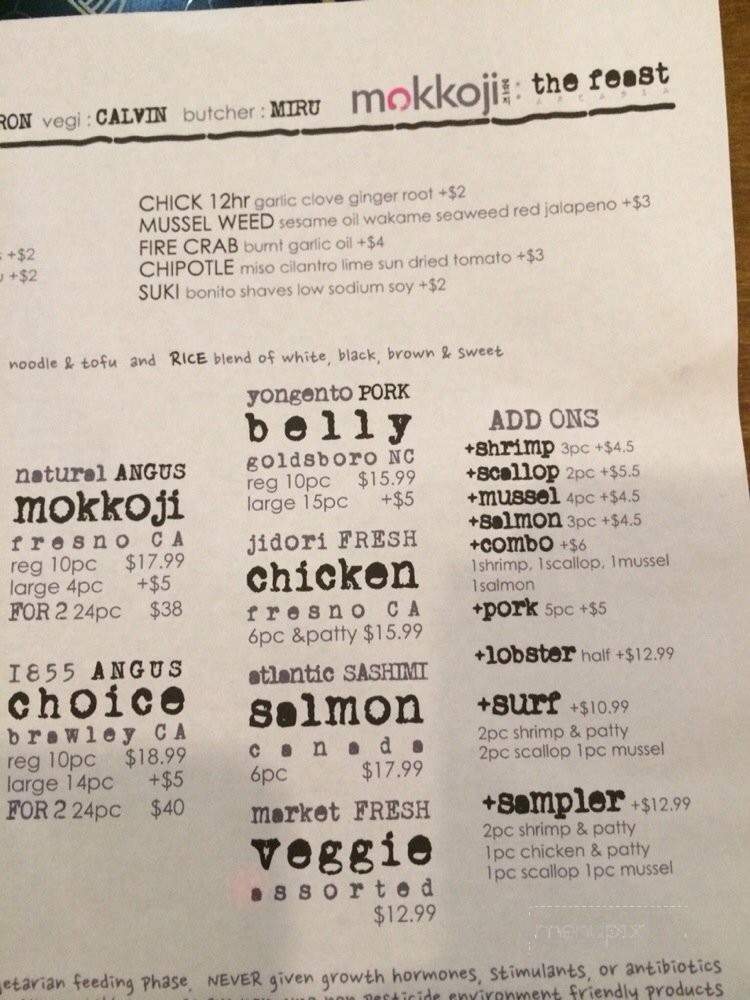 RON vegi : CALVIN butcher : MIRU mokkoji : the feast
ARCADIA
CHICK 12hr garlic clove ginger root +$2
MUSSEL WEED sesame oil wakame seaweed red jalapeno +$3
+$2 FIRE CRAB burnt garlic oil +$4
+$2 CHIPOTLE miso cilantro lime sun dried tomato +$3
SUKI bonito shaves low sodium soy +$2
noodle & tofu and RICE blend of white, black, brown & sweet
natural ANGUS
mokkoji
fresno CA
reg 10pc $17.99
large 4pc +$5
FOR 2 24pc $38
1855 ANGUS
choice
brawley CA
reg 10pc $18.99
large 14pc +$5
FOR 2 24pc $40
yongento PORK
belly
goldsboro NC
reg 10pc $15.99
large 15pc +$5
jidori FRESH
chicken
fresno CA
6pc &patty $15.99
atlantic SASHIMI
salmon
canada
6pc $17.99
market FRESH
veggie
assorted
$12.99
ADD ONS
+shrimp 3pc +$4.5
+scallop 2pc +$5.5
+mussel 4pc +$4.5
+salmon 3pc +$4.5
+combo +$6
1shrimp, 1scallop, 1mussel
1salmon
+pork 5pc +$5
+lobster half +$12.99
+surf +$10.99
2pc shrimp & patty
2pc scallop 1pc mussel
+sampler +$12.99
2pc shrimp & patty
1pc chicken & patty
1pc scallop 1pc mussel
menupix
etarian feeding phase, NEVER given growth hormones, stimulants, or antibiotics
non pesticide environment friendly products